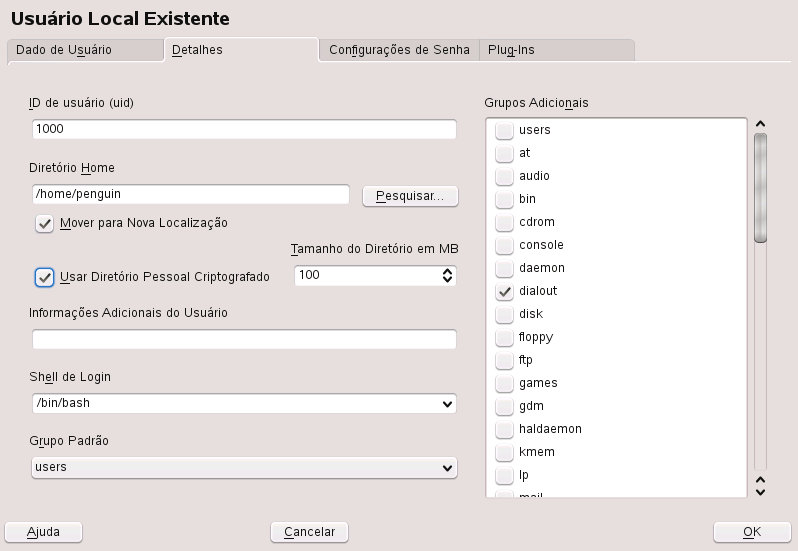 Usuário Local Existente
Dado de Usuário
Detalhes
Configurações de Senha
Plug-Ins
ID de usuário (uid)
1000
Diretório Home
/home/penguin
Pesquisar...
Mover para Nova Localização
Tamanho do Diretório em MB
Usar Diretório Pessoal Criptografado
100
Informações Adicionais do Usuário
Shell de Login
/bin/bash
Grupo Padrão
users
Grupos Adicionais
users
at
audio
bin
cdrom
console
daemon
dialout
disk
floppy
ftp
games
gdm
haldaemon
kmem
lp
mail
Ajuda
Cancelar
OK